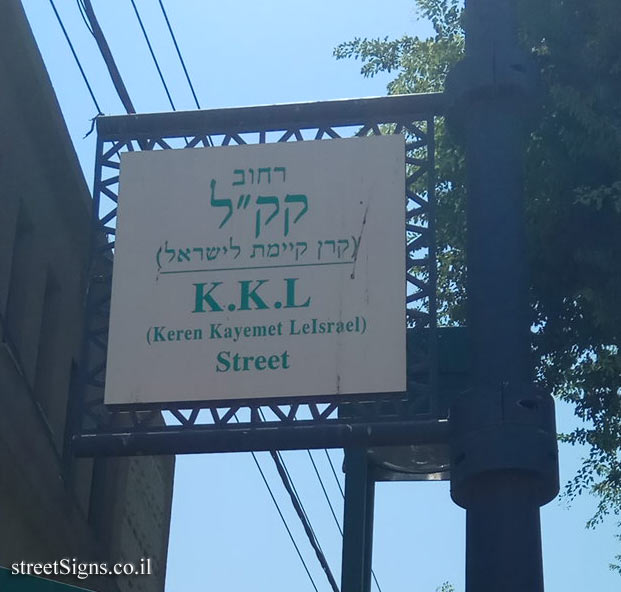 רחוב
קק"ל
(קרן קיימת לישראל)
K.K.L
(Keren Kayemet LeIsrael)
Street
streetSigns.co.il